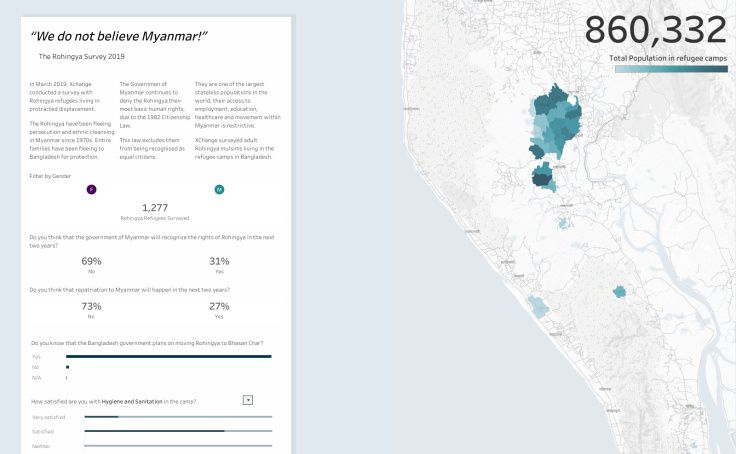 “We do not believe Myanmar!”
The Rohingya Survey 2019
In March 2019, Xchange
conducted a survey with
Rohingya refugees living in
protracted displacement.
The Rohingya have been fleeing
persecution and ethnic cleansing
in Myanmar since 1970s. Entire
families have been fleeing to
Bangladesh for protection.
The Government of
Myanmar continues to
deny the Rohingya their
most basic human rights,
due to the 1982 Citizenship
Law.
This law excludes them
from being recognised as
equal citizens.
They are one of the largest
stateless populations in the
world, their access to
employment, education,
healthcare and movement within
Myanmar is restrictive.
XChange surveyed adult
Rohingya mulsims living in the
refugee camps in Bangladesh.
Filter by Gender
F
M
1,277
Rohingya Refugees Surveyed
Do you think that the government of Myanmar will recognize the rights of Rohingya in the next
two years?
69%
No
31%
Yes
Do you think that repatriation to Myanmar will happen in the next two years?
73%
No
27%
Yes
Do you know that the Bangladesh government plans on moving Rohingya to Bhasan Char?
Yes
No
N/A
How satisfied are you with Hygiene and Sanitation in the camp?
Very satisfied
Satisfied
Neither
860,332
Total Population in refugee camps